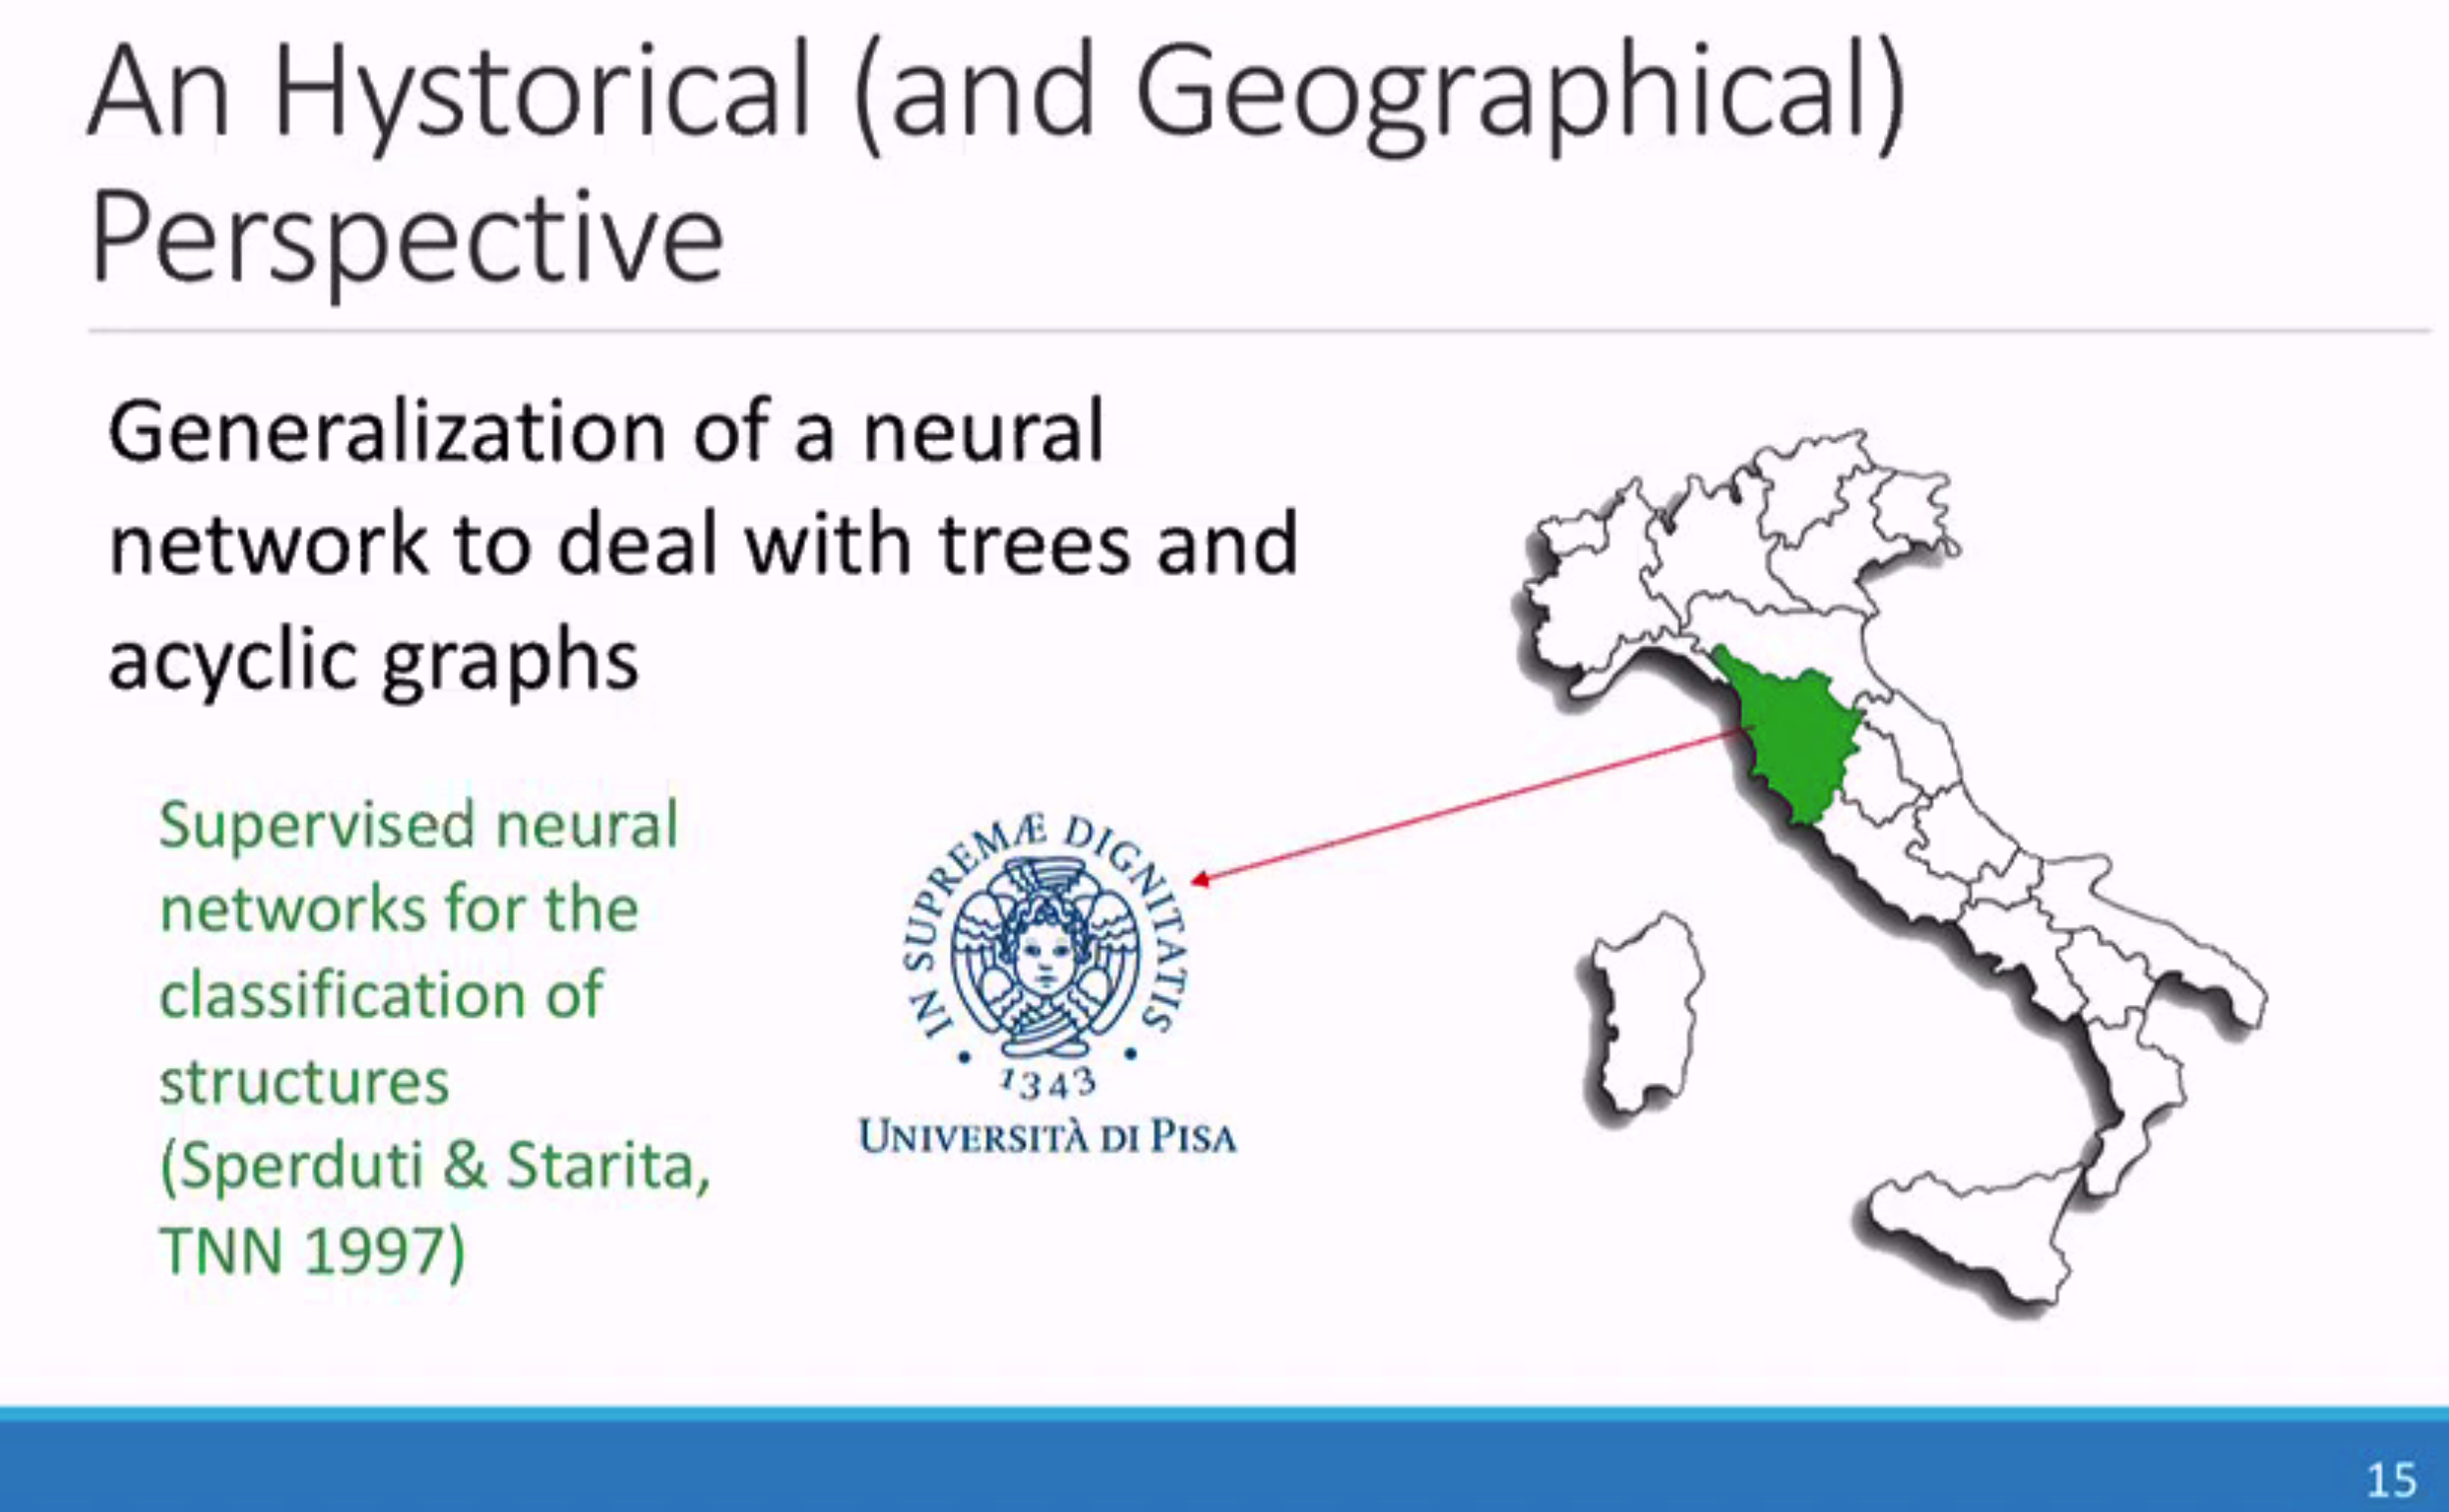 An Hystorical (and Geographical)
Perspective
Generalization of a neural
network to deal with trees and
acyclic graphs
Supervised neural
networks for the
classification of
structures
(Sperduti & Starita,
TNN 1997)
IN SUPREMÆ DIGNITATIS
1343
UNIVERSITÀ DI PISA
15